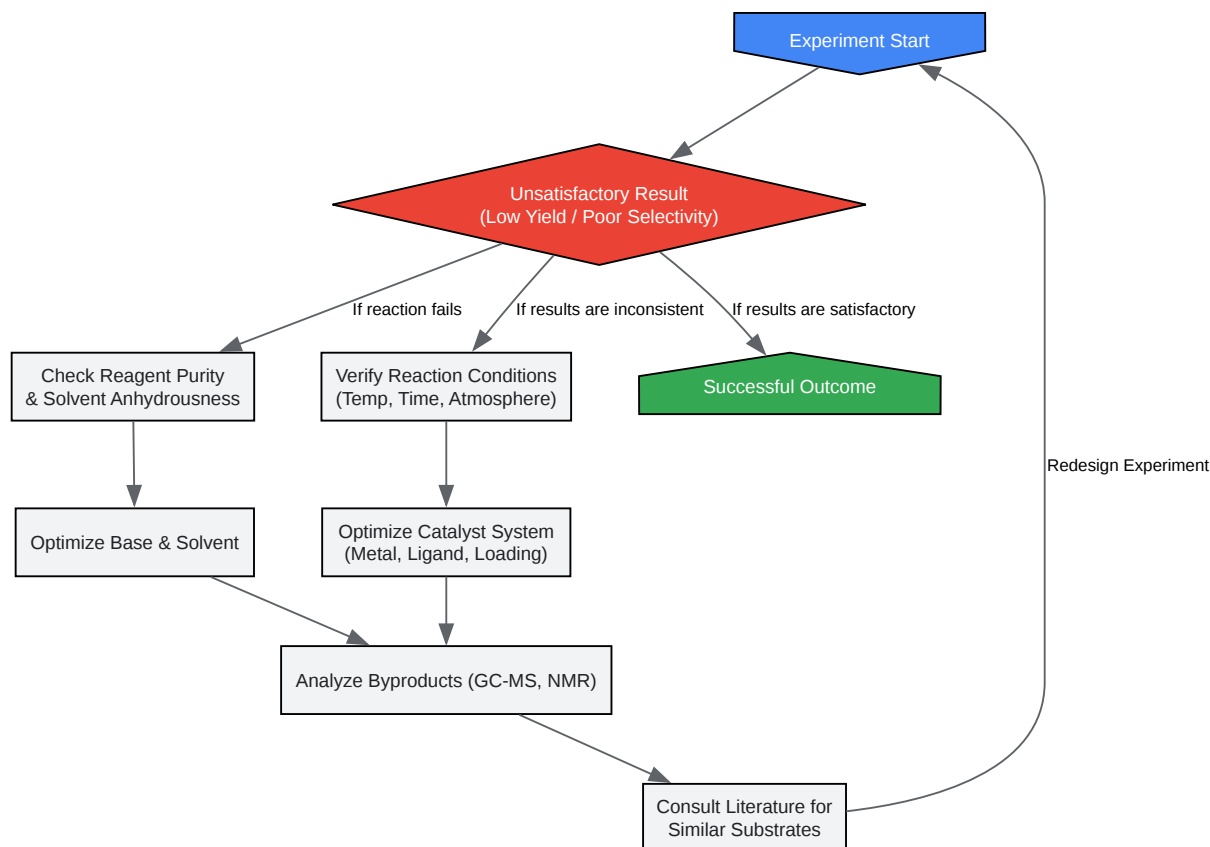 Experiment Start
Unsatisfactory Result
(Low Yield / Poor Selectivity)
If reaction fails
If results are inconsistent
If results are satisfactory
Check Reagent Purity
& Solvent Anhydrousness
Verify Reaction Conditions
(Temp, Time, Atmosphere)
Successful Outcome
Redesign Experiment
Optimize Base & Solvent
Optimize Catalyst System
(Metal, Ligand, Loading)
Analyze Byproducts (GC-MS, NMR)
Consult Literature for
Similar Substrates